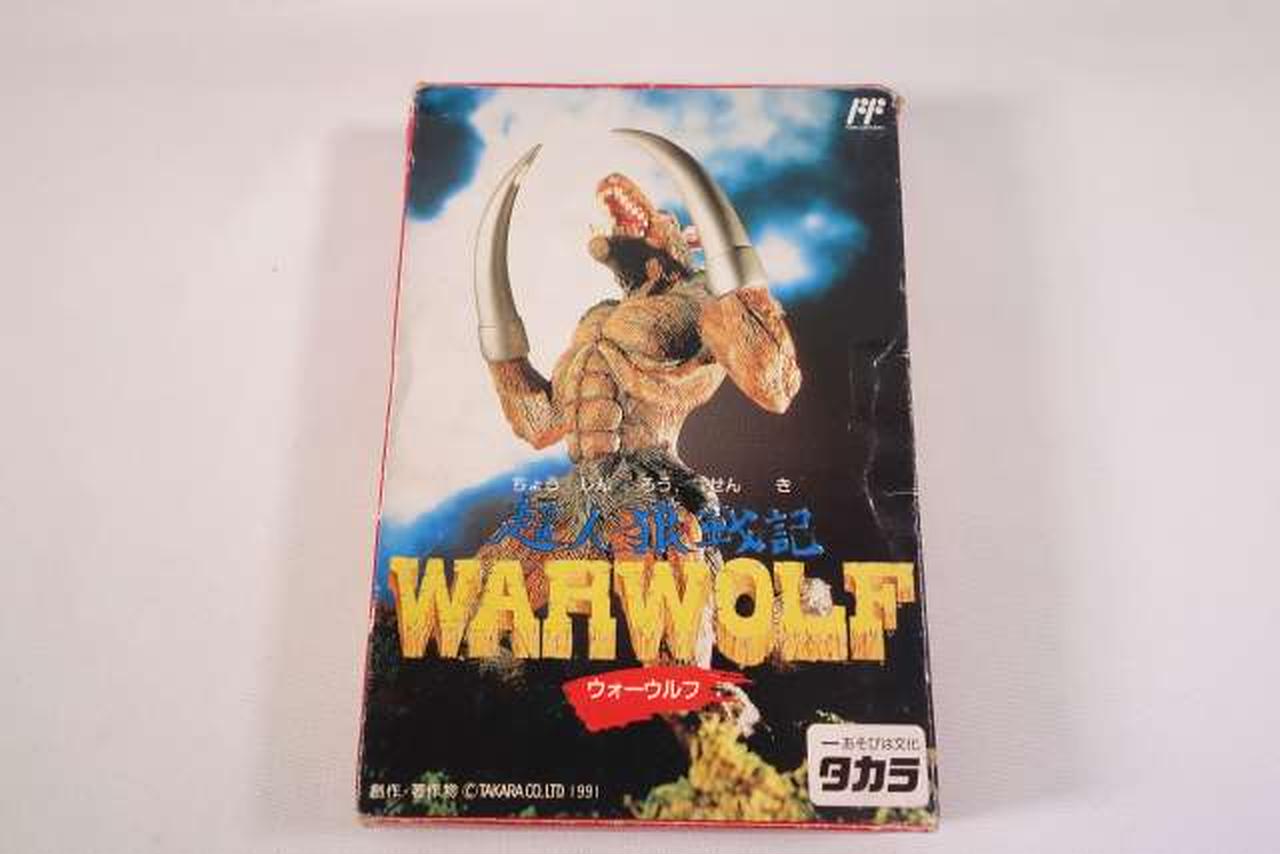 ちょう じん ろう せん き
超人狼戦記
WARWOLF
ウォーウルフ
一あそびは文化
タカラ
創作・著作物 ©TAKARA CO.,LTD 1991